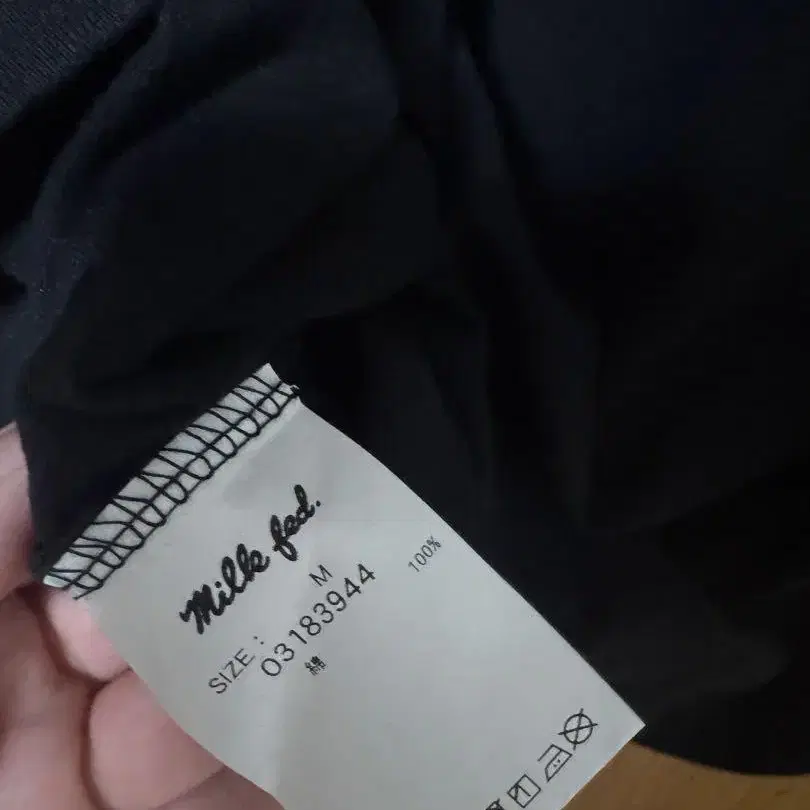 Milk fed.
SIZE : M
03183944
綿 100%